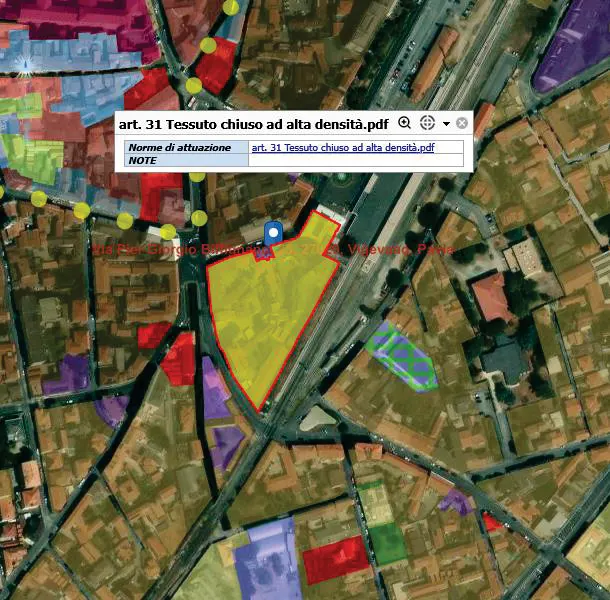 art. 31 Tessuto chiuso ad alta densità.pdf
Norme di attuazione art. 31 Tessuto chiuso ad alta densità.pdf
NOTE
Pier Giorgio Vigevano, Pavia